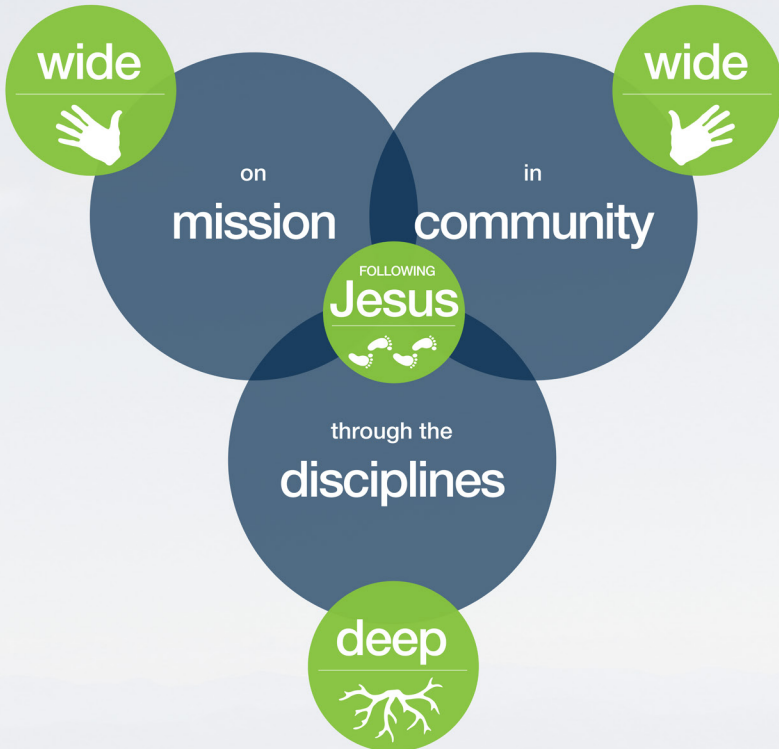 wide
wide
on
mission
in
community
FOLLOWING
Jesus
through the
disciplines
deep